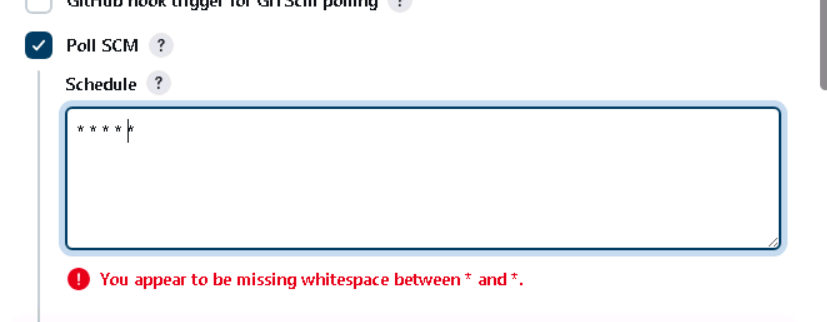 GitHub hook trigger for GITScm polling ?
Poll SCM ?
Schedule ?
* * * * *
You appear to be missing whitespace between * and *.